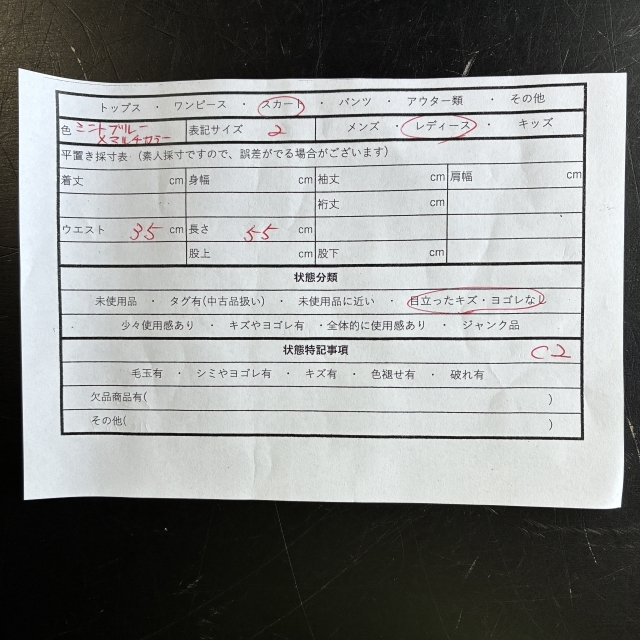 トップス ・ ワンピース ・ スカート ・ パンツ ・ アウター類 ・ その他
色 ミントブルー×マルチカラー 表記サイズ 2 メンズ ・ レディース ・ キッズ
平置き採寸表 (素人採寸ですので、誤差がでる場合がございます)
着丈 cm 身幅 cm 袖丈 cm 肩幅 cm
裄丈 cm
ウエスト 35 cm 長さ 55 cm
股上 cm 股下 cm
状態分類
未使用品 ・ タグ有(中古品扱い) ・ 未使用品に近い ・ 目立ったキズ・ヨゴレなし
少々使用感あり ・ キズやヨゴレ有 ・全体的に使用感あり ・ ジャンク品
状態特記事項 C2
毛玉有 ・ シミやヨゴレ有 ・ キズ有 ・ 色褪せ有 ・ 破れ有
欠品商品有( )
その他( )